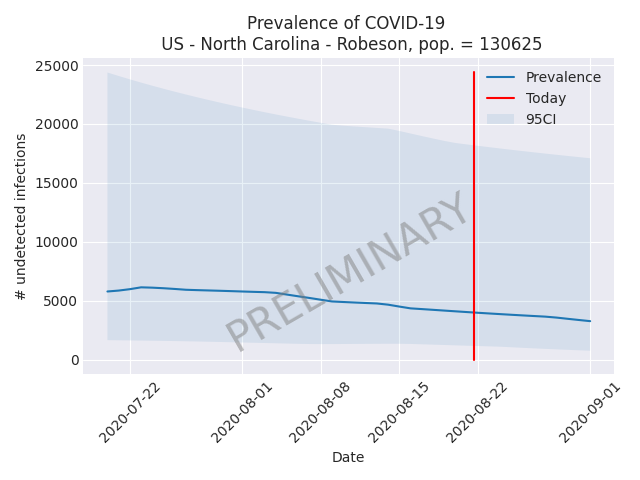 Prevalence of COVID-19
US - North Carolina - Robeson, pop. = 130625
# undetected infections
25000
20000
15000
10000
5000
0
Prevalence
Today
95CI
PRELIMINARY
2020-07-22
2020-08-01
2020-08-08
2020-08-15
2020-08-22
2020-09-01
Date